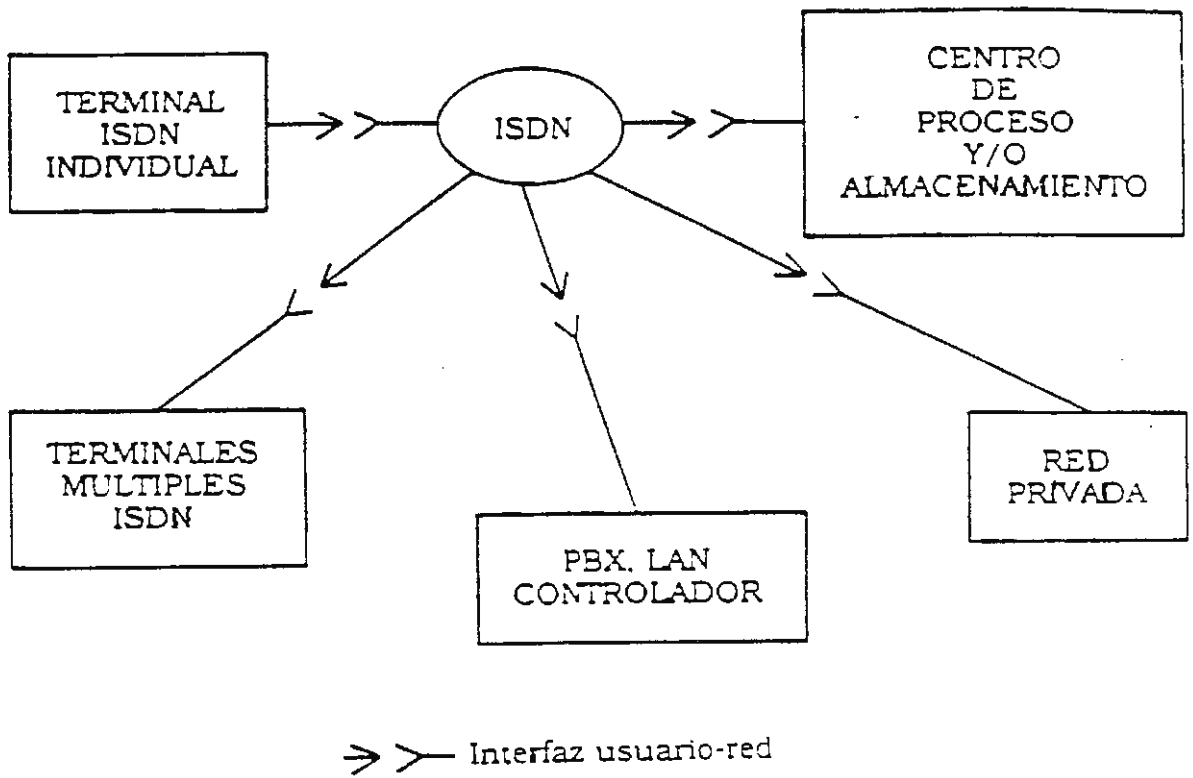 TERMINAL
ISDN
INDIVIDUAL
ISDN
CENTRO
DE
PROCESO
Y/O
ALMACENAMIENTO
TERMINALES
MULTIPLES
ISDN
PBX. LAN
CONTROLADOR
RED
PRIVADA
Interfaz usuario-red